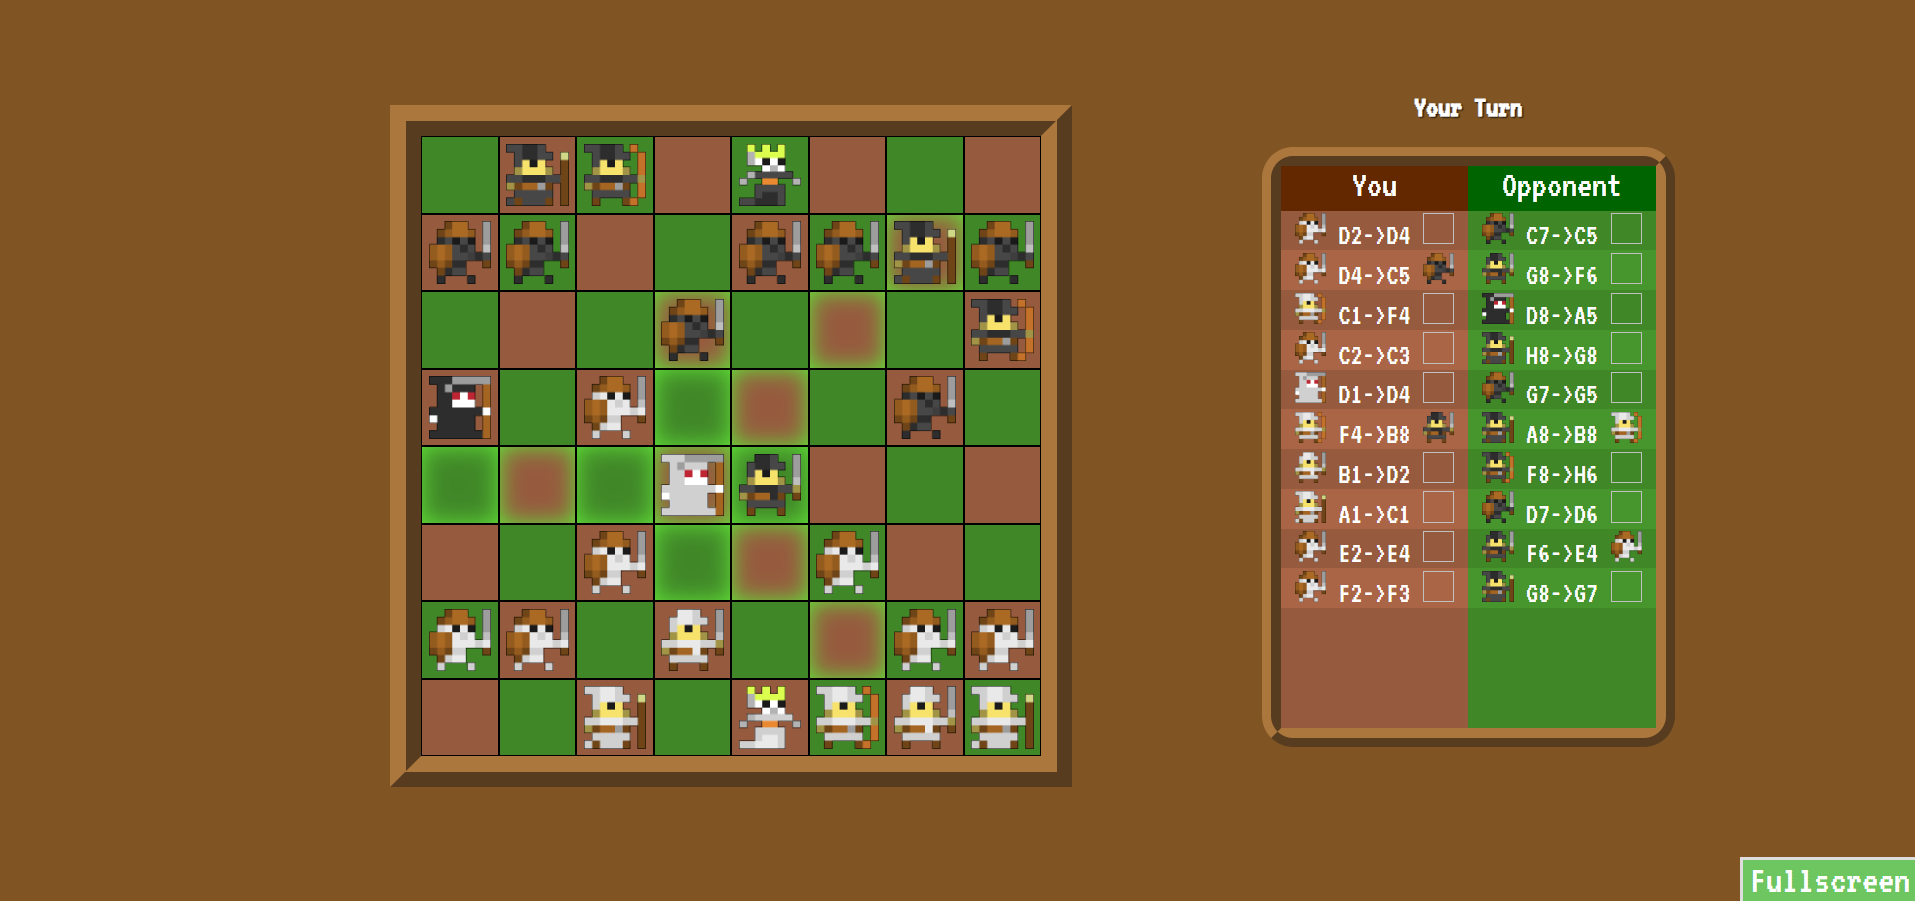 Your Turn
You Opponent
D2->D4 C7->C5
D4->C5 G8->F6
C1->F4 D8->A5
C2->C3 H8->G8
D1->D4 G7->G5
F4->B8 A8->B8
B1->D2 F8->H6
A1->C1 D7->D6
E2->E4 F6->E4
F2->F3 G8->G7
Fullscreen